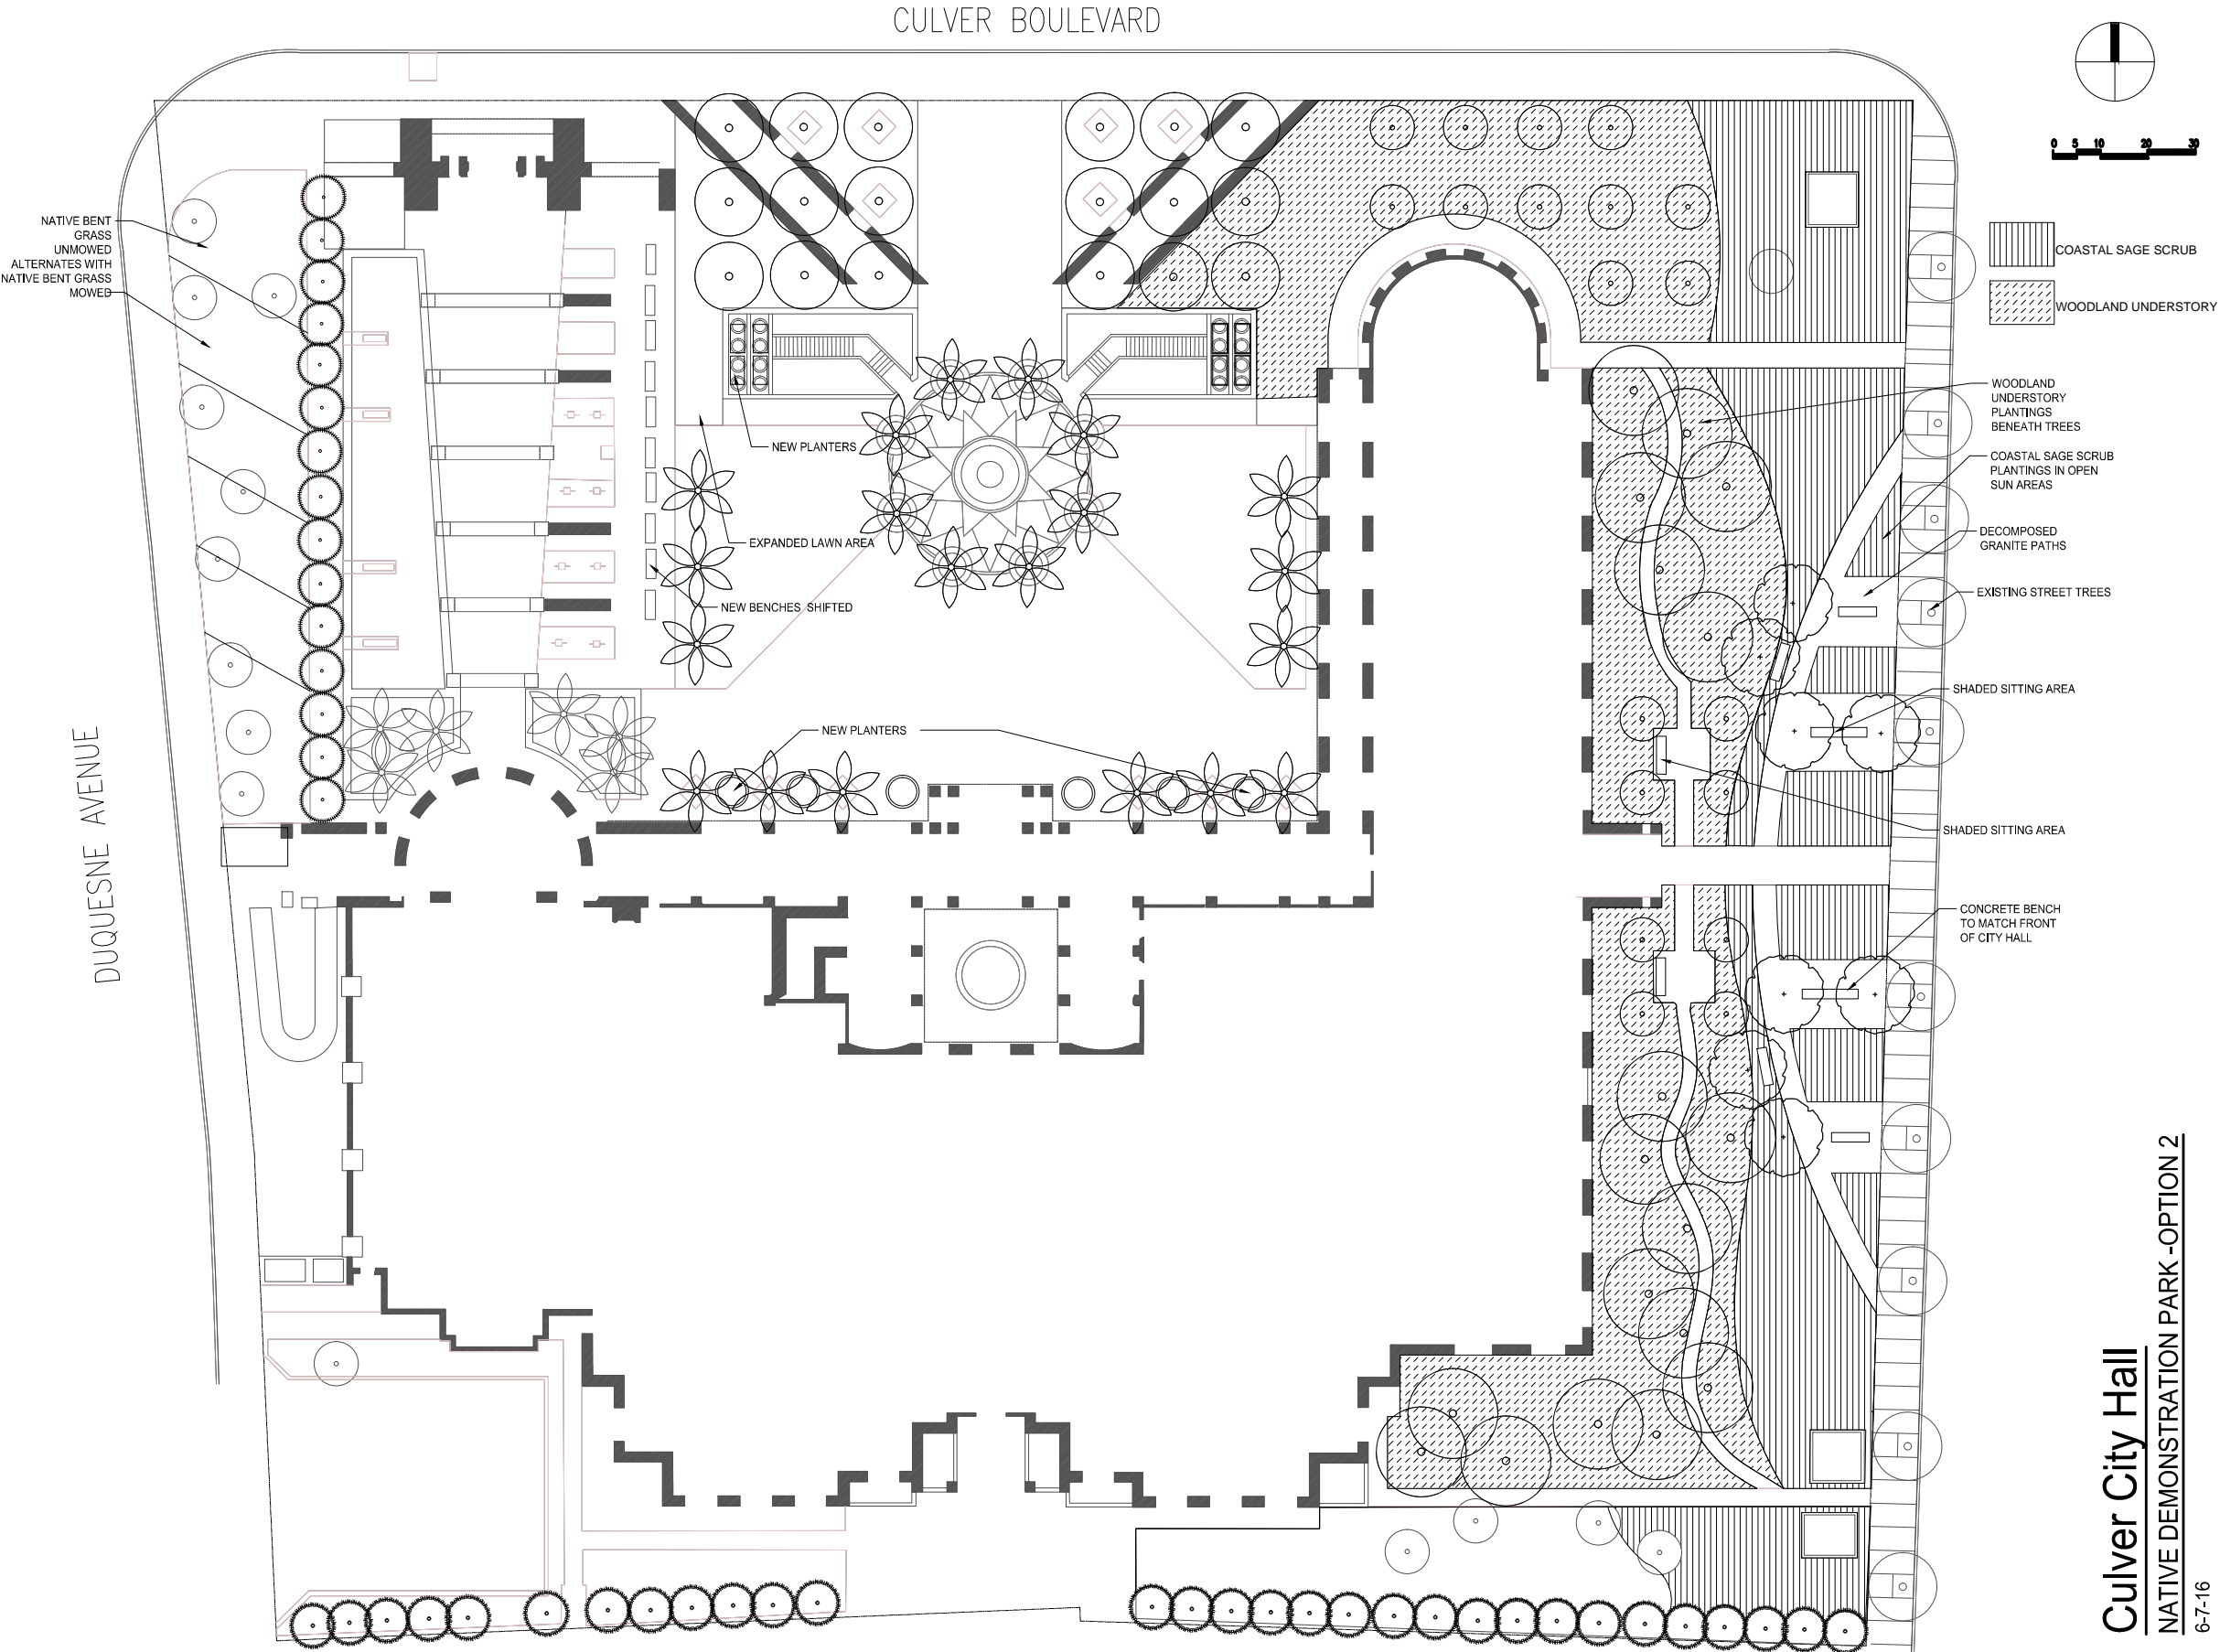 CULVER BOULEVARD
0 5 10 20 30
NATIVE BENT
GRASS
UNMOWED
ALTERNATES WITH
NATIVE BENT GRASS
MOWED
COASTAL SAGE SCRUB
WOODLAND UNDERSTORY
WOODLAND
UNDERSTORY
PLANTINGS
BENEATH TREES
NEW PLANTERS
COASTAL SAGE SCRUB
PLANTINGS IN OPEN
SUN AREAS
EXPANDED LAWN AREA
DECOMPOSED
GRANITE PATHS
NEW BENCHES SHIFTED
EXISTING STREET TREES
SHADED SITTING AREA
NEW PLANTERS
DUQUESNE AVENUE
SHADED SITTING AREA
CONCRETE BENCH
TO MATCH FRONT
OF CITY HALL
Culver City Hall
NATIVE DEMONSTRATION PARK -OPTION 2
6-7-16